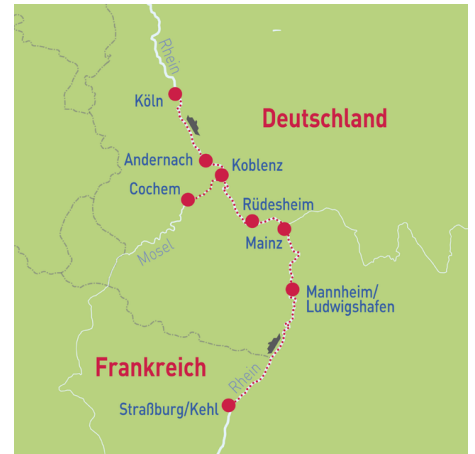 Rhein
Köln
Deutschland
Andernach
Koblenz
Cochem
Rüdesheim
Mainz
Mosel
Mannheim/
Ludwigshafen
Frankreich
Rhein
Straßburg/Kehl